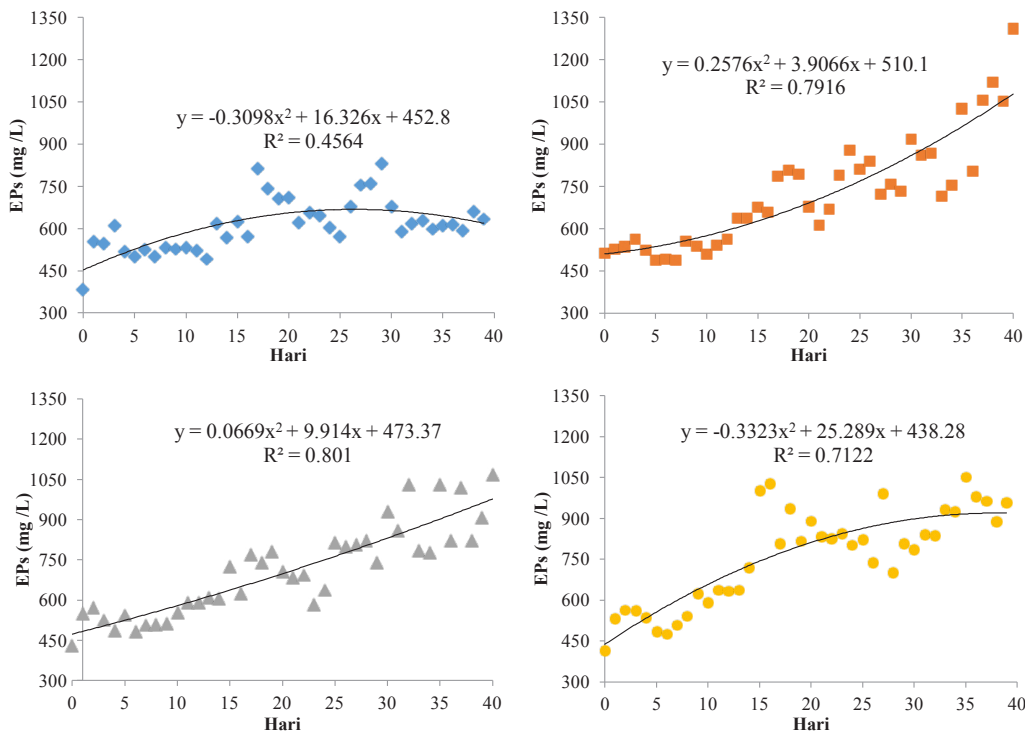 1350
1200
1050
900
750
600
450
300
EPs (mg /L)
y = -0.3098x² + 16.326x + 452.8
R² = 0.4564
0 5 10 15 20 25 30 35 40
Hari
1350
1200
1050
900
750
600
450
300
EPs (mg /L)
y = 0.2576x² + 3.9066x + 510.1
R² = 0.7916
0 5 10 15 20 25 30 35 40
Hari
1350
1200
1050
900
750
600
450
300
EPs (mg /L)
y = 0.0669x² + 9.914x + 473.37
R² = 0.801
0 5 10 15 20 25 30 35 40
Hari
1350
1200
1050
900
750
600
450
300
EPs (mg /L)
y = -0.3323x² + 25.289x + 438.28
R² = 0.7122
0 5 10 15 20 25 30 35 40
Hari